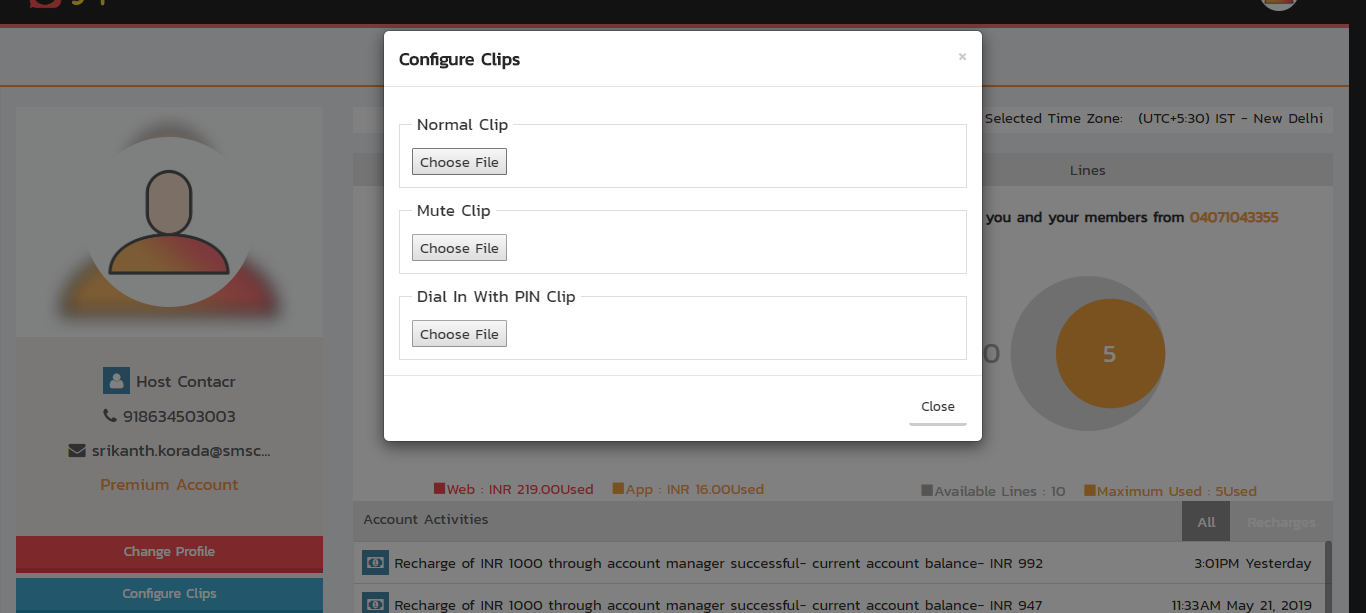 Configure Clips
×
Normal Clip
Choose File
Mute Clip
Choose File
Dial In With PIN Clip
Choose File
Close
Selected Time Zone: (UTC+5:30) IST - New Delhi
Lines
you and your members from 04071043355
0
5
Web : INR 219.00Used
App : INR 16.00Used
Available Lines : 10
Maximum Used : 5Used
Host Contacr
918634503003
srikanth.korada@smsc...
Premium Account
Change Profile
Configure Clips
Account Activities
All
Recharges
Recharge of INR 1000 through account manager successful- current account balance- INR 992
3:01PM Yesterday
Recharge of INR 1000 through account manager successful- current account balance- INR 947
11:33AM May 21, 2019